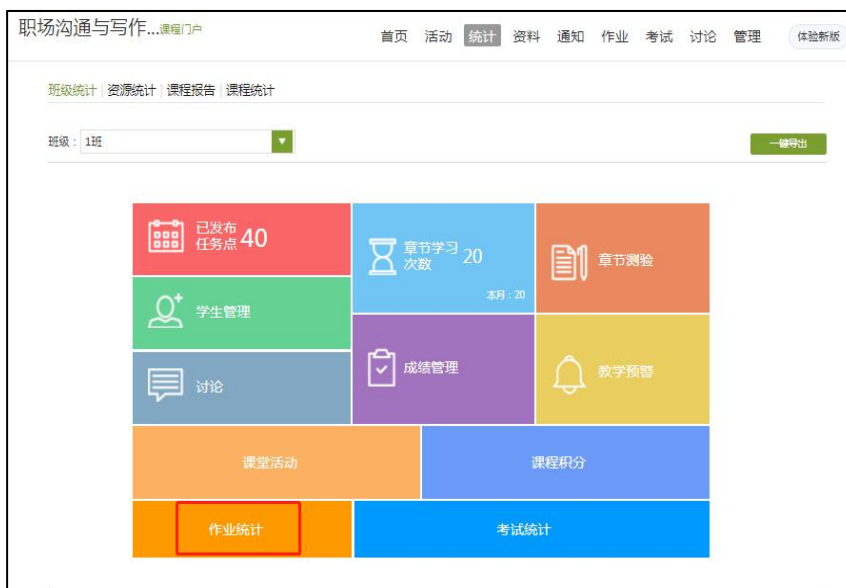 职场沟通与写作...课程门户
首页 活动 统计 资料 通知 作业 考试 讨论 管理 体验新版
班级统计 | 资源统计 | 课程报告 | 课程统计
班级：1班
一键导出
已发布
任务点 40
章节学习
次数 20
本月：20
章节测验
学生管理
成绩管理
教学预警
讨论
课堂活动
课程积分
作业统计
考试统计